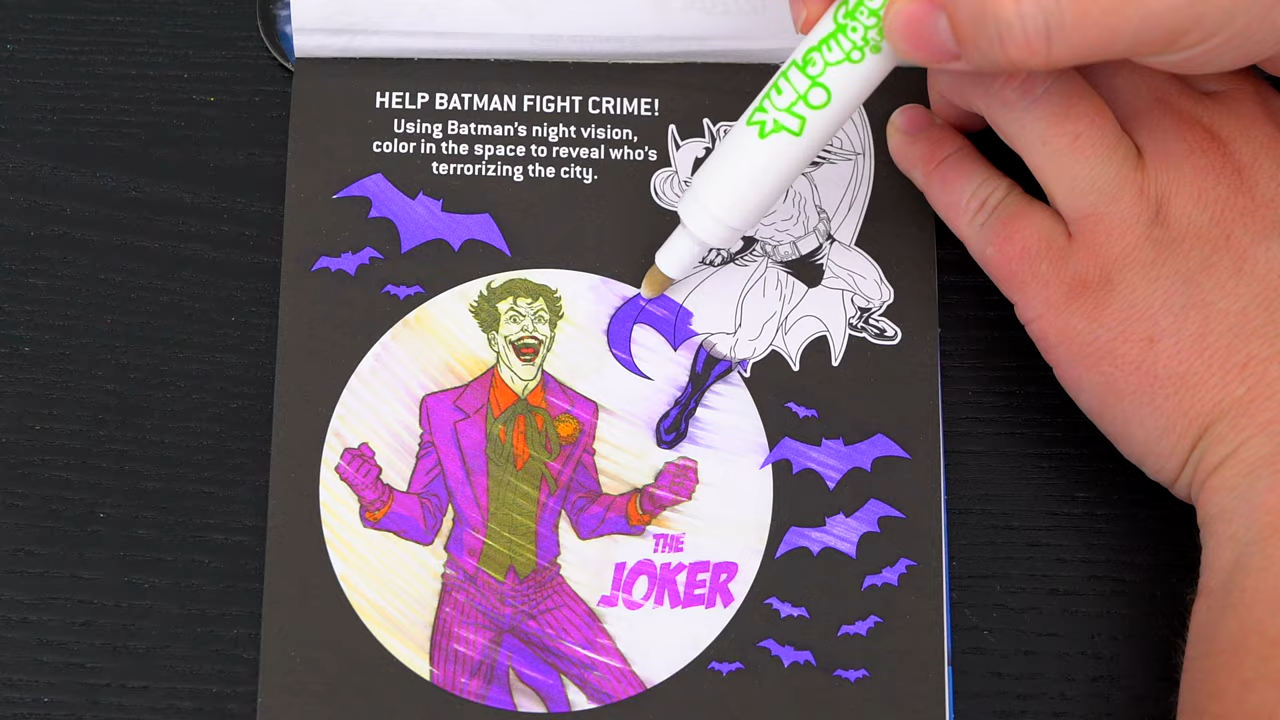 HELP BATMAN FIGHT CRIME!
Using Batman's night vision,
color in the space to reveal who's
terrorizing the city.
THE
JOKER
Ink